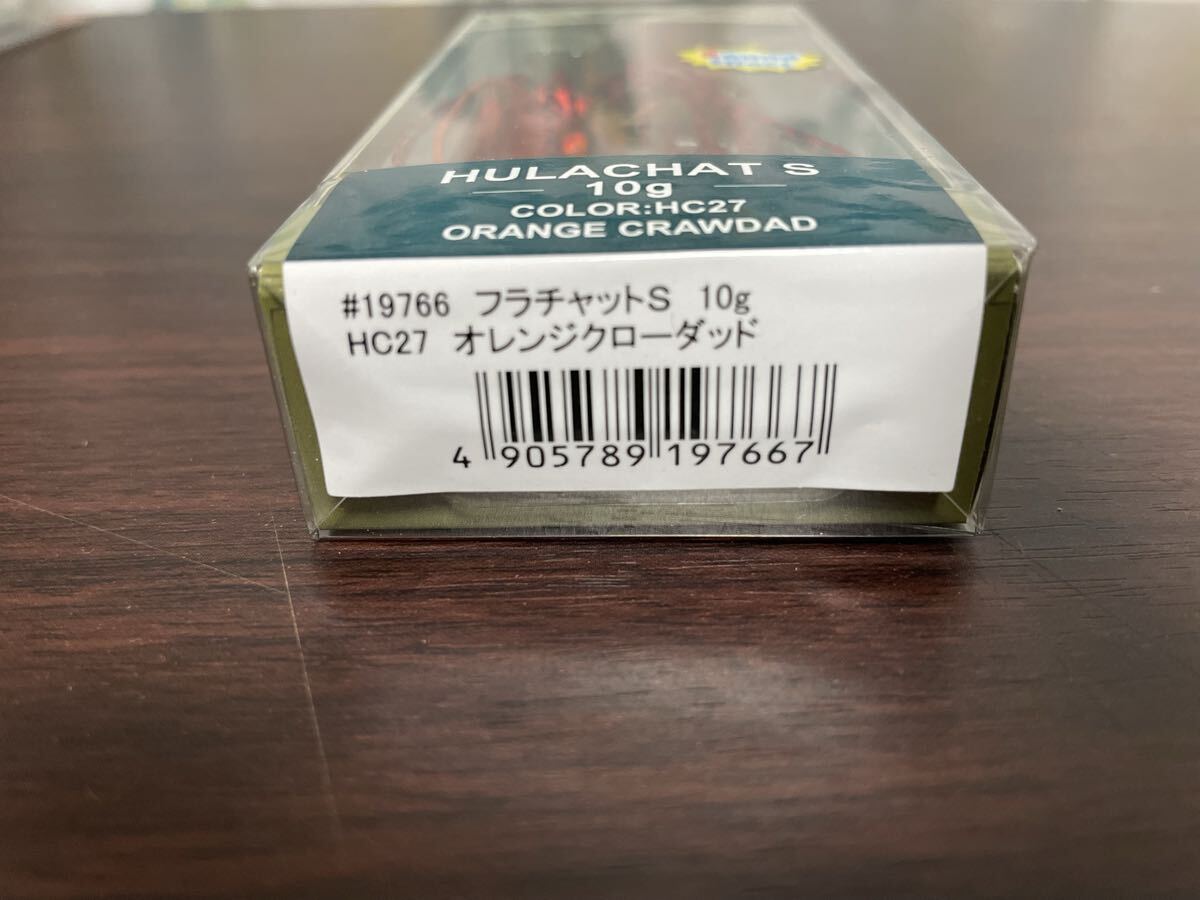 HULACHAT S
10g
COLOR:HC27
ORANGE CRAWDAD
#19766 フラチャットS 10g
HC27 オレンジクローダッド
4 905789 197667